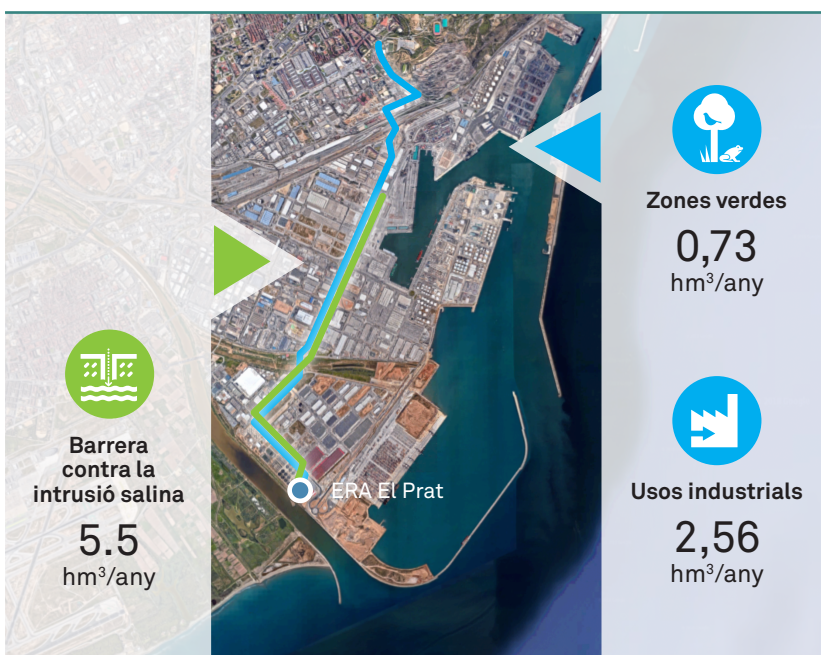 Zones verdes
0,73
hm³/any
Barrera
contra la
intrusió salina
5.5
hm³/any
ERA El Prat
Usos industrials
2,56
hm³/any